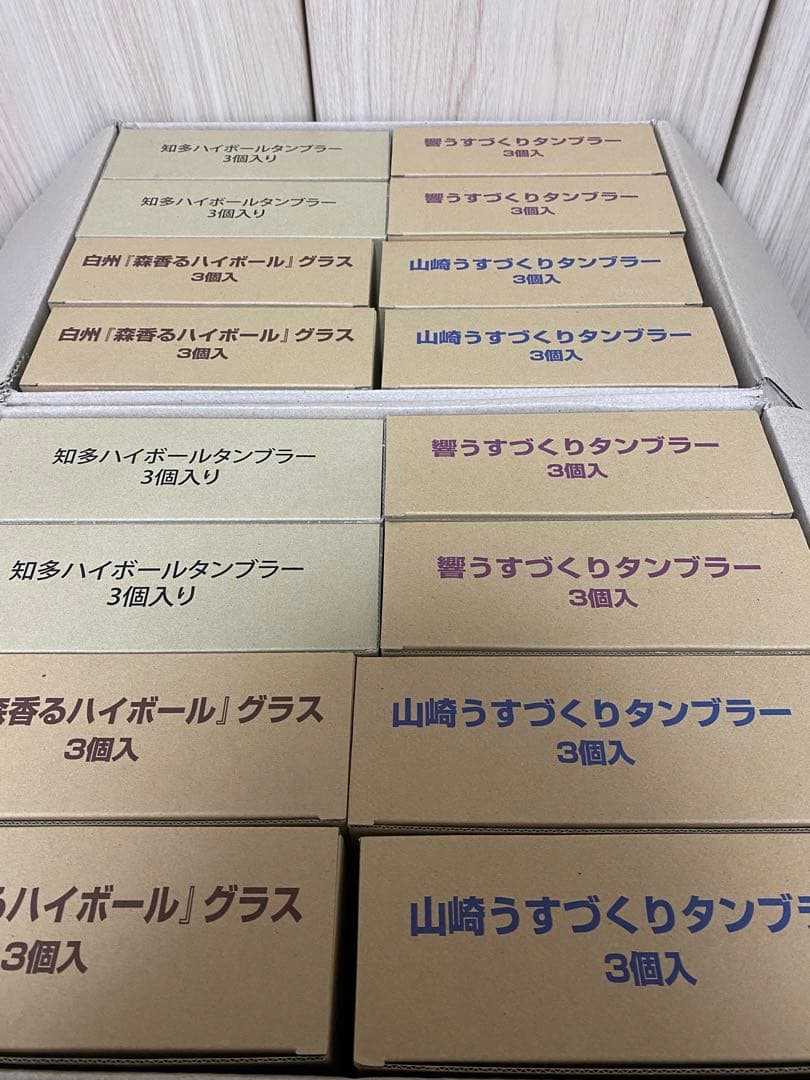 知多ハイボールタンブラー
3個入り
響うすづくりタンブラー
3個入
知多ハイボールタンブラー
3個入り
響うすづくりタンブラー
3個入
白州『森香るハイボール』グラス
3個入
山崎うすづくりタンブラー
3個入
白州『森香るハイボール』グラス
3個入
山崎うすづくりタンブラー
3個入
知多ハイボールタンブラー
3個入り
響うすづくりタンブラー
3個入
知多ハイボールタンブラー
3個入り
響うすづくりタンブラー
3個入
森香るハイボール』グラス
3個入
山崎うすづくりタンブラー
3個入
るハイボール』グラス
3個入
山崎うすづくりタンブラ
3個入